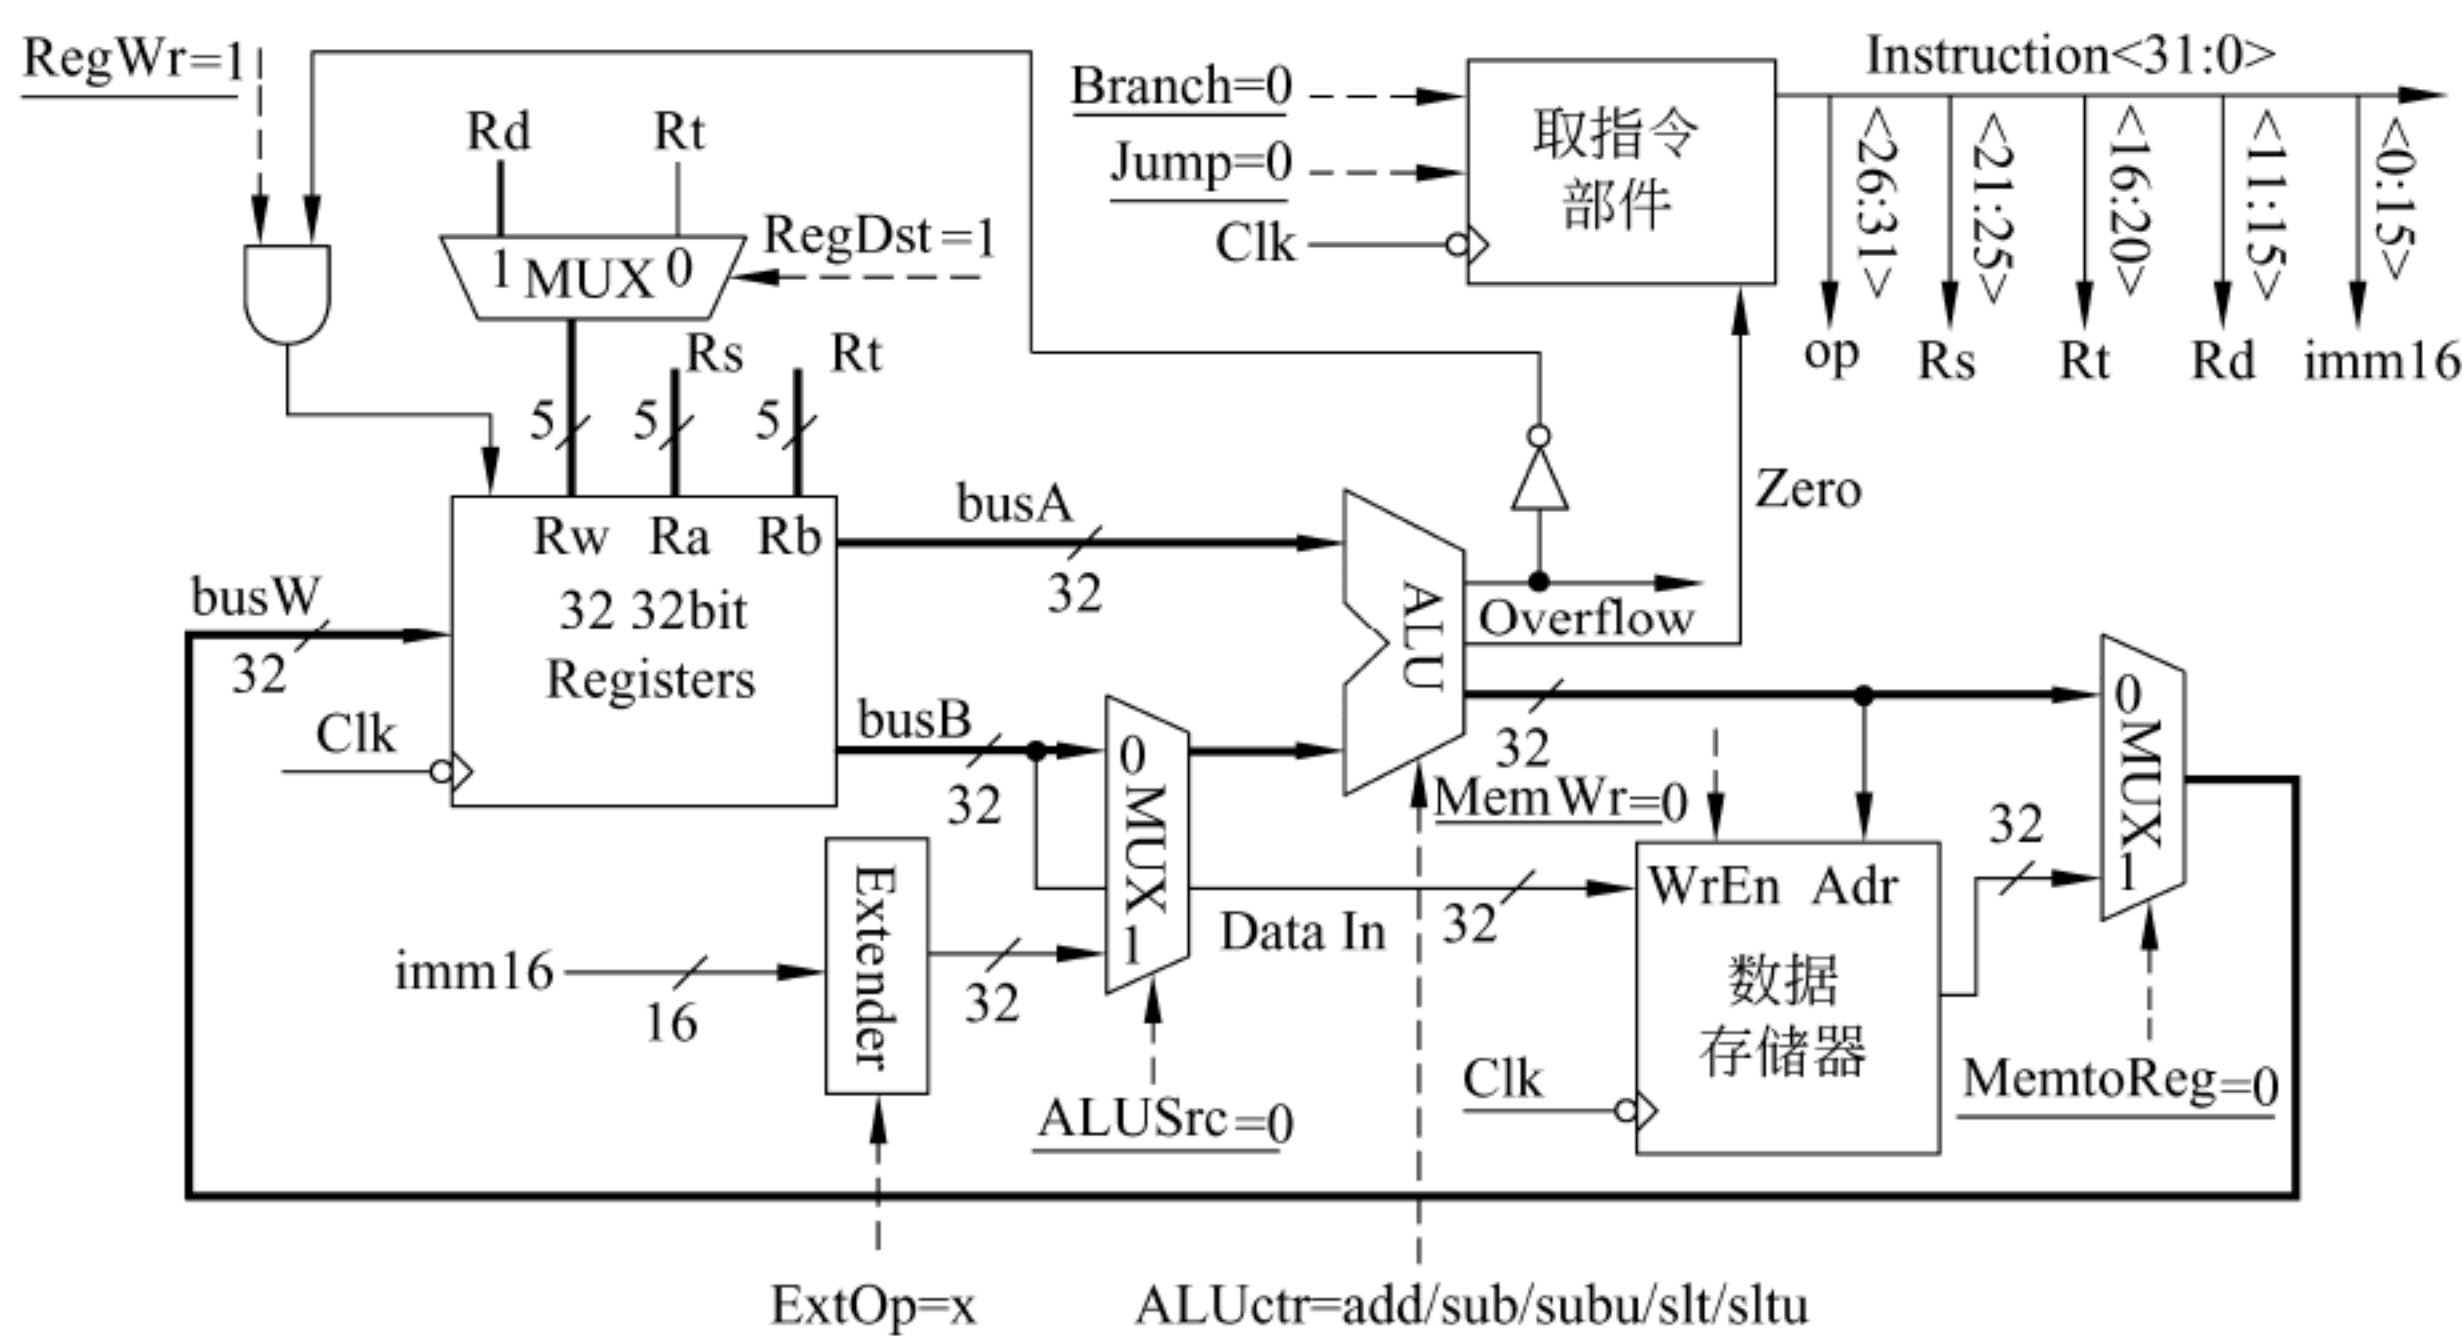 RegWr=1
Rd
Rt
1 MUX 0
RegDst=1
Branch=0
Jump=0
Clk
取指令
部件
Instruction<31:0>
<26:31>
<21:25>
<16:20>
<11:15>
<0:15>
op
Rs
Rt
Rd
imm16
Rs
Rt
5
5
5
Rw Ra Rb
32 32bit
Registers
busW
32
Clk
busA
32
busB
32
ALU
Overflow
Zero
32
0
MUX
1
imm16
16
Extender
32
ALUSrc=0
Data In
32
MemWr=0
WrEn Adr
数据
存储器
Clk
32
0
MUX
1
MemtoReg=0
ExtOp=x
ALUctr=add/sub/subu/slt/sltu